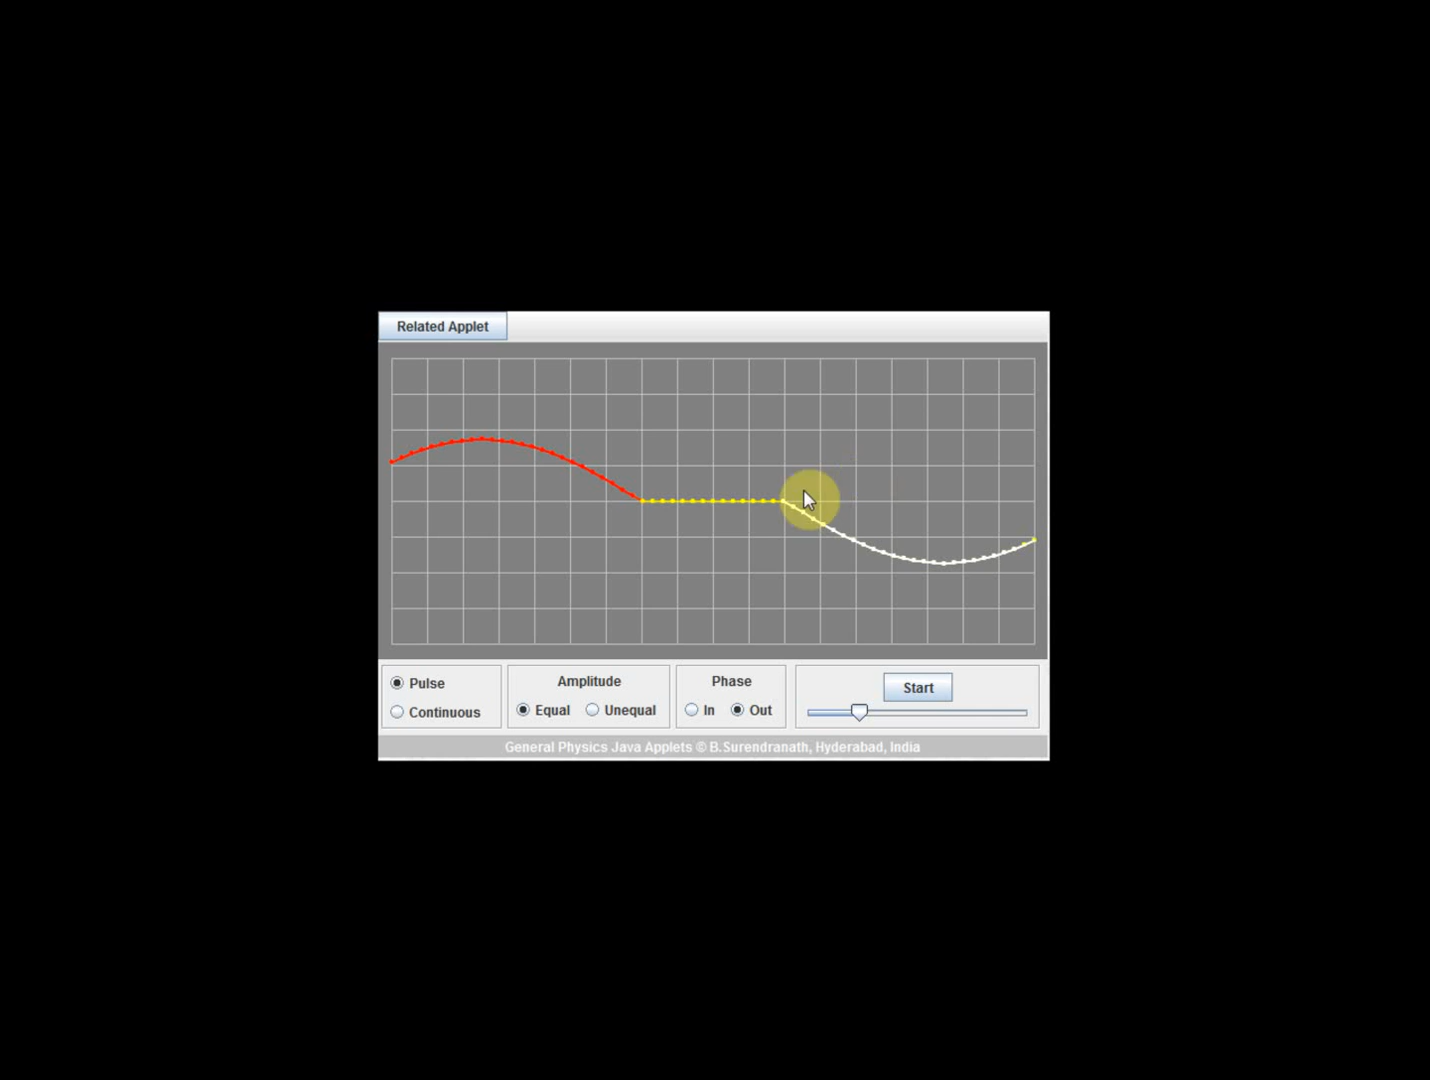 Related Applet
Pulse
Continuous
Amplitude
Equal Unequal
Phase
In Out
Start
General Physics Java Applets © B.Surendranath, Hyderabad, India